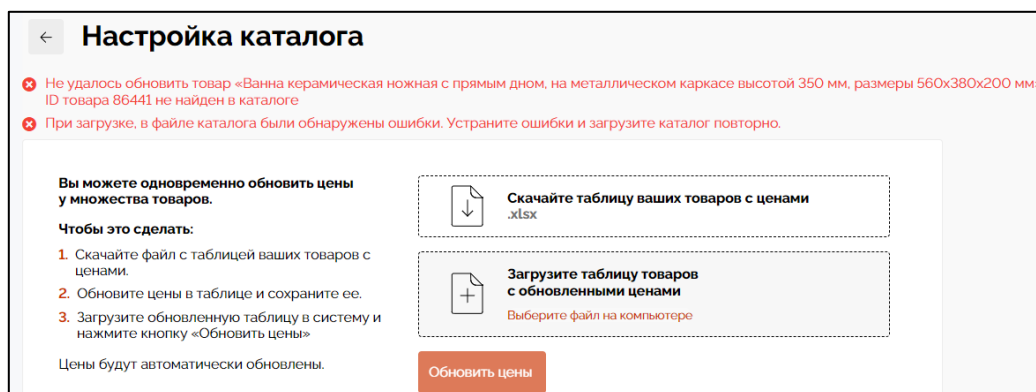 Настройка каталога
Не удалось обновить товар «Ванна керамическая ножная с прямым дном, на металлическом каркасе высотой 350 мм, размеры 560х380х200 мм»
ID товара 86441 не найден в каталоге
При загрузке, в файле каталога были обнаружены ошибки. Устраните ошибки и загрузите каталог повторно.
Вы можете одновременно обновить цены
у множества товаров.
Чтобы это сделать:
1. Скачайте файл с таблицей ваших товаров с
ценами.
2. Обновите цены в таблице и сохраните ее.
3. Загрузите обновленную таблицу в систему и
нажмите кнопку «Обновить цены»
Цены будут автоматически обновлены.
Скачайте таблицу ваших товаров с ценами
.xlsx
Загрузите таблицу товаров
с обновленными ценами
Выберите файл на компьютере
Обновить цены